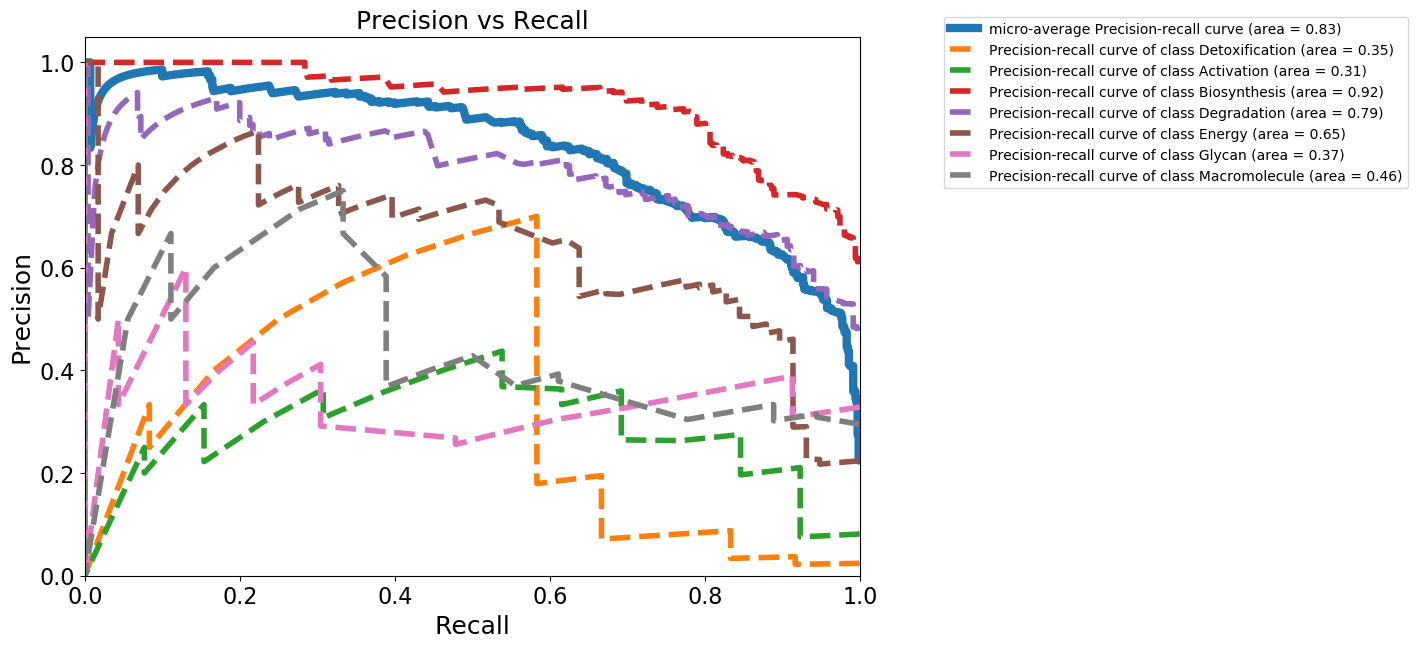 Precision vs Recall
micro-average Precision-recall curve (area = 0.83)
Precision-recall curve of class Detoxification (area = 0.35)
Precision-recall curve of class Activation (area = 0.31)
Precision-recall curve of class Biosynthesis (area = 0.92)
Precision-recall curve of class Degradation (area = 0.79)
Precision-recall curve of class Energy (area = 0.65)
Precision-recall curve of class Glycan (area = 0.37)
Precision-recall curve of class Macromolecule (area = 0.46)
Precision
1.0
0.8
0.6
0.4
0.2
0.0
0.0 0.2 0.4 0.6 0.8 1.0
Recall